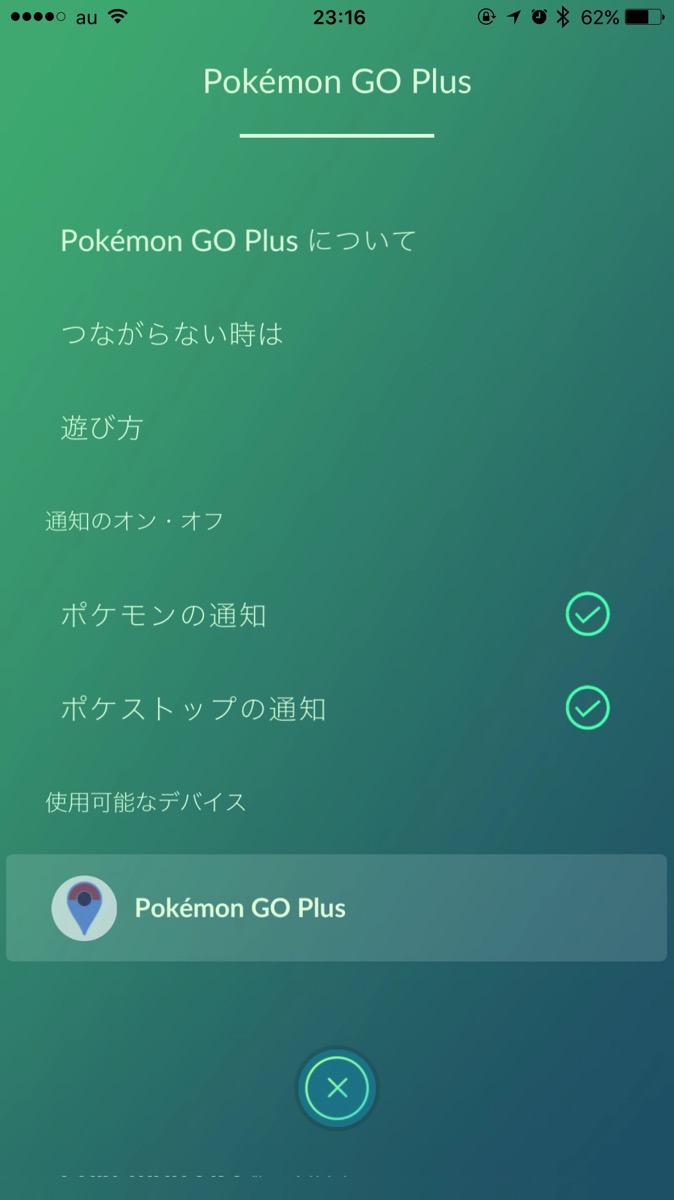 au 23:16 62%
Pokémon GO Plus
Pokémon GO Plus について
つながらない時は
遊び方
通知のオン・オフ
ポケモンの通知
ポケストップの通知
使用可能なデバイス
Pokémon GO Plus